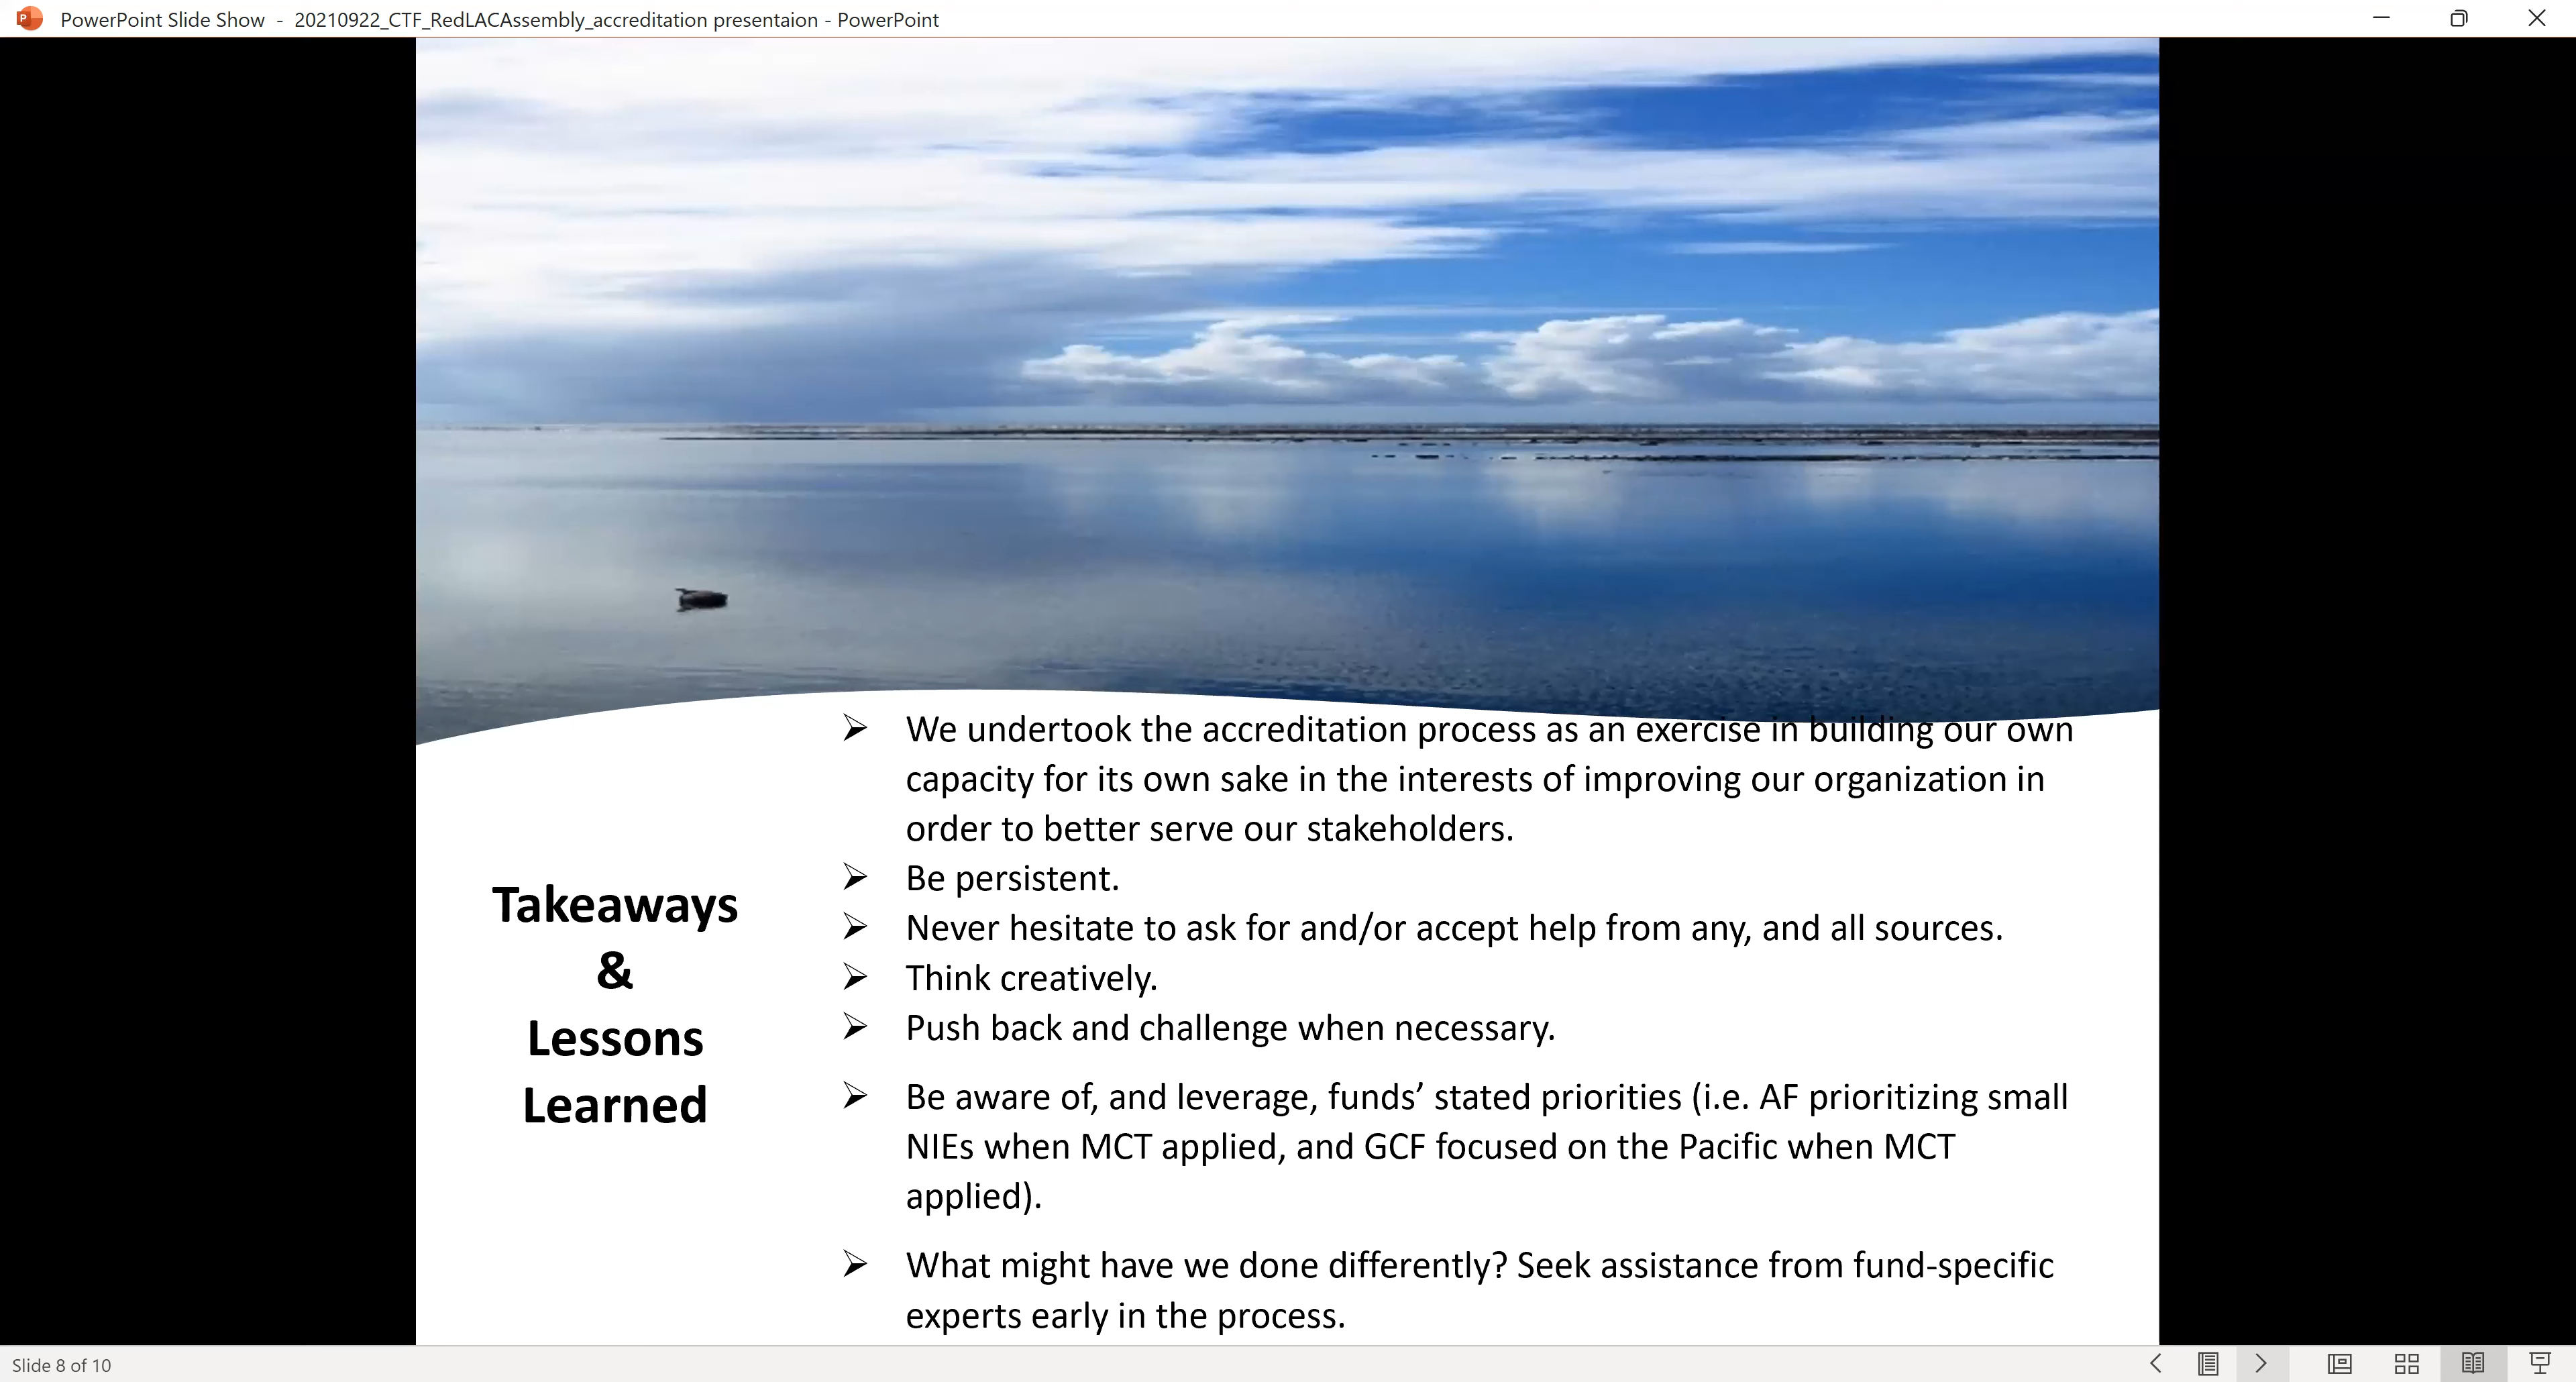 PowerPoint Slide Show - 20210922_CTF_RedLACAssembly_accreditation presentaion - PowerPoint
Takeaways
&
Lessons
Learned
➢ We undertook the accreditation process as an exercise in building our own
capacity for its own sake in the interests of improving our organization in
order to better serve our stakeholders.
➢ Be persistent.
➢ Never hesitate to ask for and/or accept help from any, and all sources.
➢ Think creatively.
➢ Push back and challenge when necessary.
➢ Be aware of, and leverage, funds’ stated priorities (i.e. AF prioritizing small
NIEs when MCT applied, and GCF focused on the Pacific when MCT
applied).
➢ What might have we done differently? Seek assistance from fund-specific
experts early in the process.
Slide 8 of 10